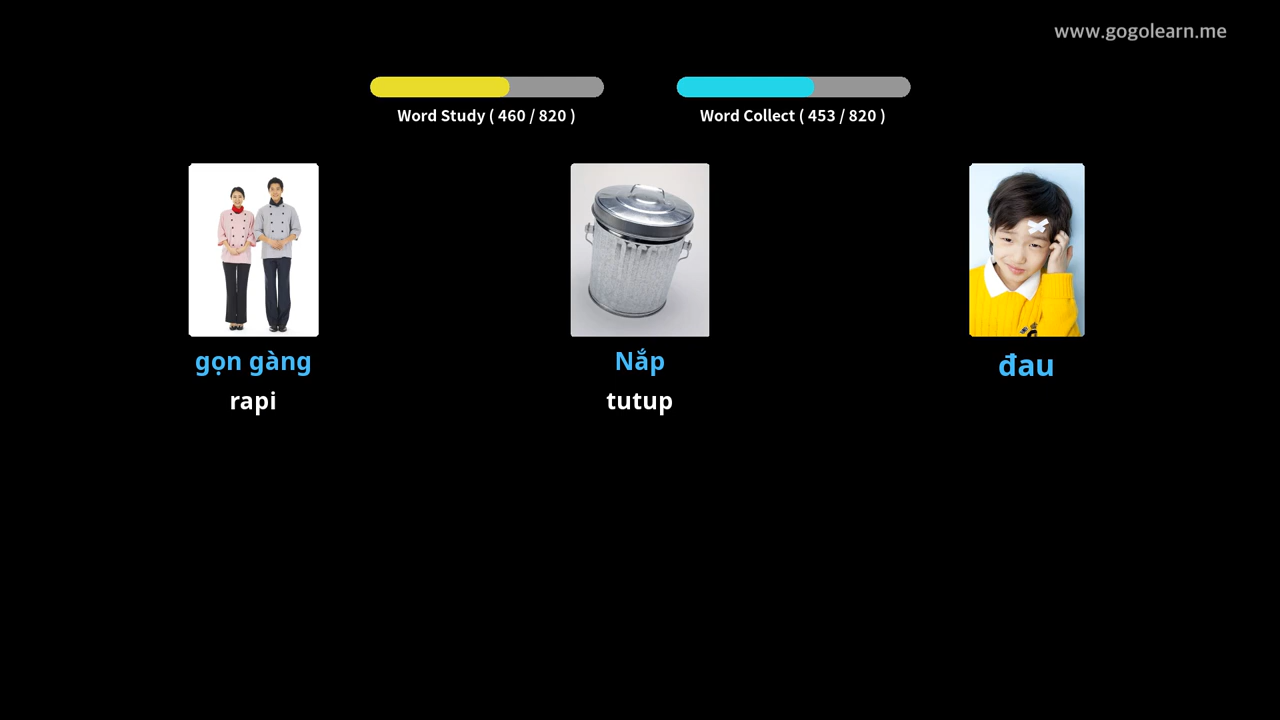 www.gogolearn.me
Word Study ( 460 / 820 )
Word Collect ( 453 / 820 )
gọn gàng
Nắp
đau
rapi
tutup